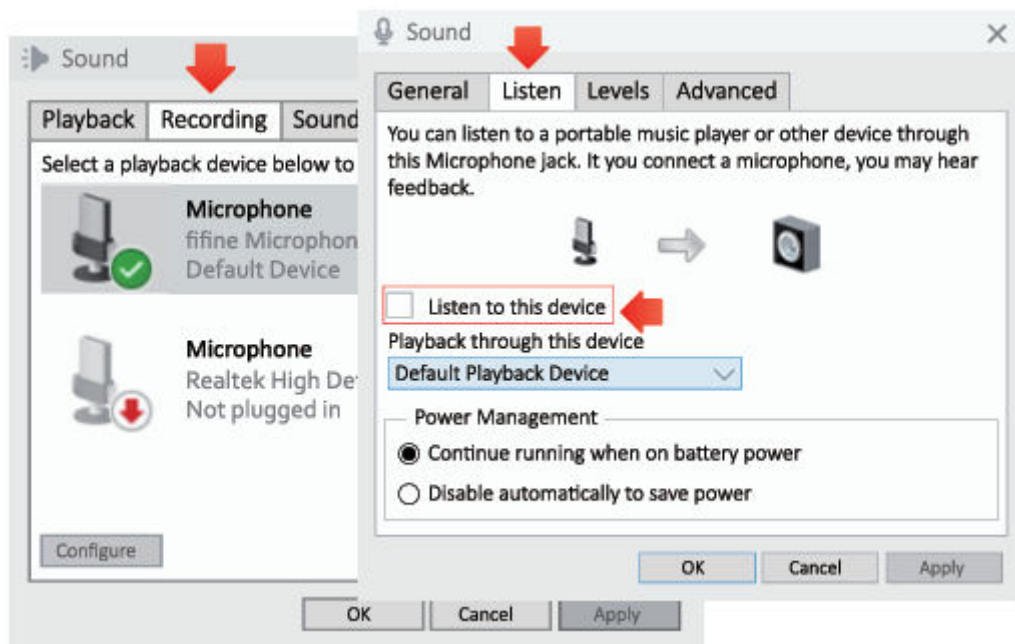 Sound
Playback Recording Sound
Select a playback device below to
Microphone
fifine Microphon
Default Device
Microphone
Realtek High De
Not plugged in
Configure
OK Cancel Apply
Sound
General Listen Levels Advanced
You can listen to a portable music player or other device through
this Microphone jack. It you connect a microphone, you may hear
feedback.
Listen to this device
Playback through this device
Default Playback Device
Power Management
Continue running when on battery power
Disable automatically to save power
OK Cancel Apply